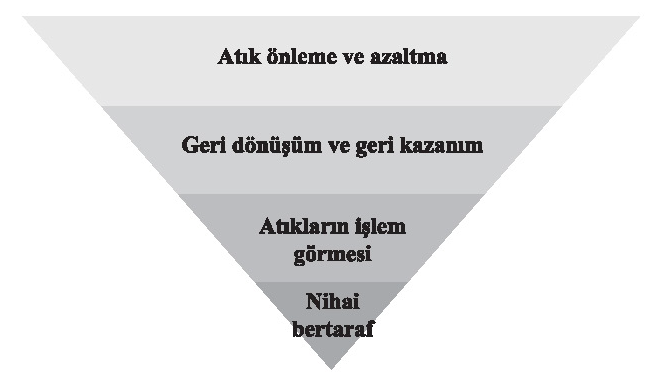 Atık önleme ve azaltma
Geri dönüşüm ve geri kazanım
Atıkların işlem
görmesi
Nihai
bertaraf